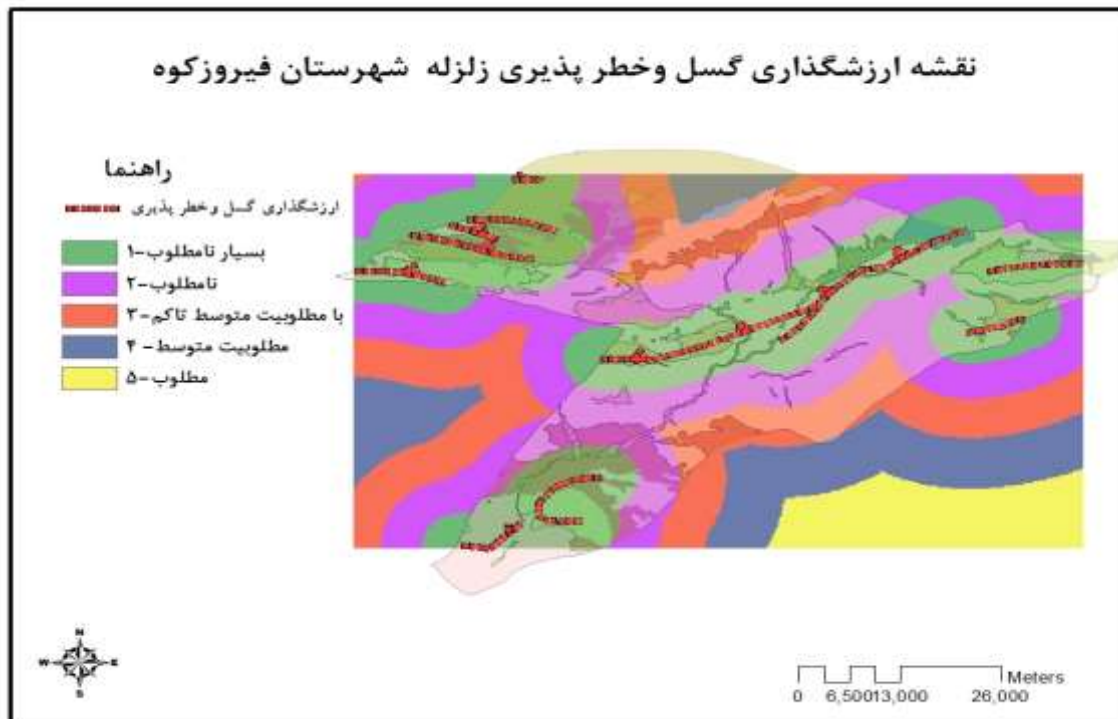 نقشه ارزشگذاری گسل وخطر پذیری زلزله شهرستان فیروزکوه
راهنما
ارزشگذاری گسل وخطر پذیری
۱-بسیار نامطلوب
۲-نامطلوب
۳-با مطلوبیت متوسط تاکم
۴- مطلوبیت متوسط
۵-مطلوب
N
W E
S
Meters
0 6,50013,000 26,000